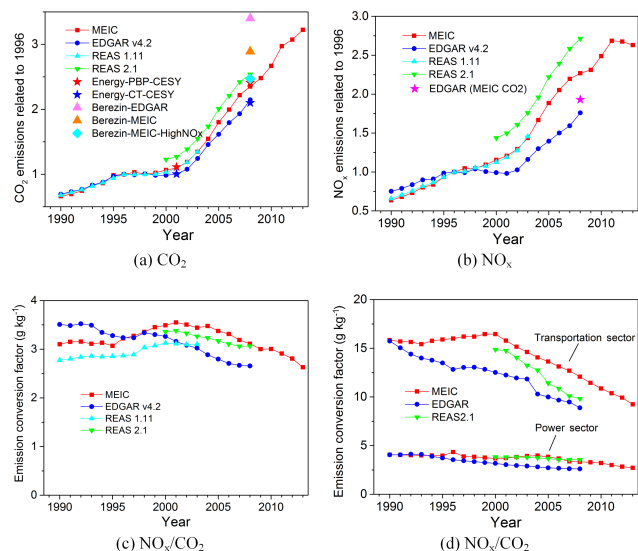 CO2 emissions related to 1996
3
2
1
1990 1995 2000 2005 2010
Year
MEIC
EDGAR v4.2
REAS 1.11
REAS 2.1
Energy-PBP-CESY
Energy-CT-CESY
Berezin-EDGAR
Berezin-MEIC
Berezin-MEIC-HighNOx
(a) CO2
NOx emissions related to 1996
3.0
2.5
2.0
1.5
1.0
0.5
1990 1995 2000 2005 2010
Year
MEIC
EDGAR v4.2
REAS 1.11
REAS 2.1
EDGAR (MEIC CO2)
(b) NOx
Emission conversion factor (g kg-1)
4
3
2
1
0
1990 1995 2000 2005 2010
Year
MEIC
EDGAR v4.2
REAS 1.11
REAS 2.1
(c) NOx/CO2
Emission conversion factor (g kg-1)
20
15
10
5
0
1990 1995 2000 2005 2010
Year
Transportation sector
MEIC
EDGAR
REAS2.1
Power sector
(d) NOx/CO2